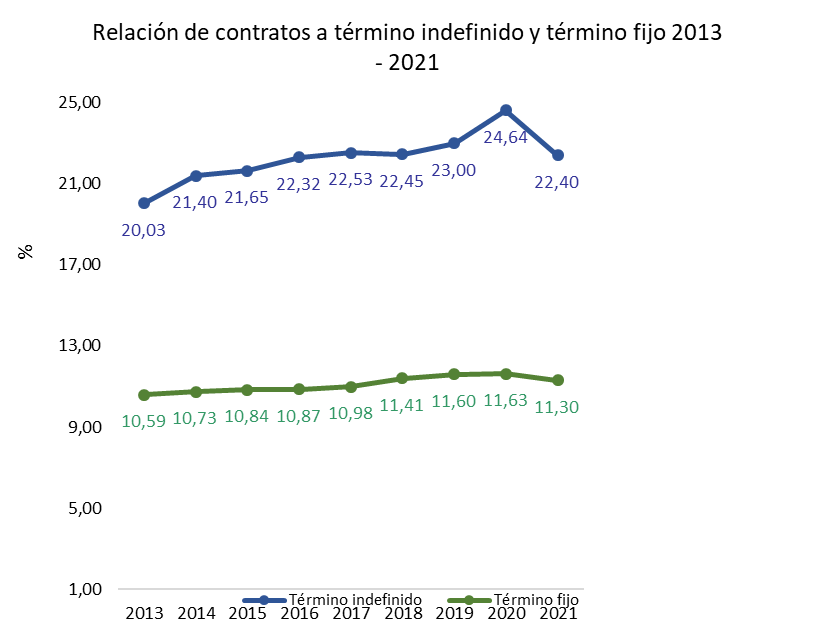 Relación de contratos a término indefinido y término fijo 2013
- 2021
25,00
21,00
17,00
13,00
9,00
5,00
1,00
%
20,03 21,40 21,65 22,32 22,53 22,45 23,00 24,64 22,40
10,59 10,73 10,84 10,87 10,98 11,41 11,60 11,63 11,30
Término indefinido Término fijo
2013 2014 2015 2016 2017 2018 2019 2020 2021